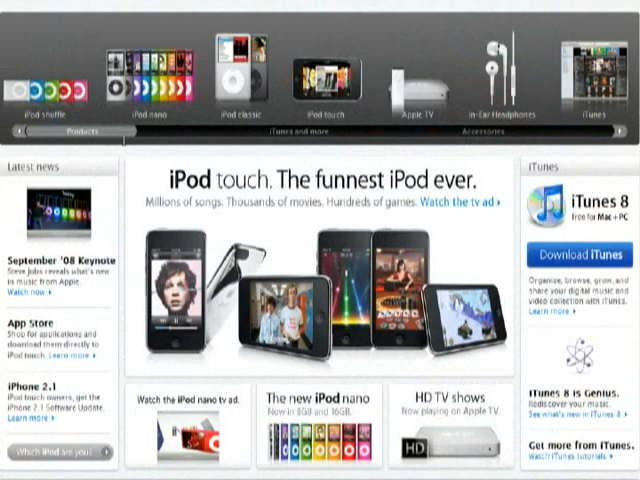 iPod shuffle
iPod nano
iPod classic
iPod touch
Apple TV
In-Ear Headphones
iTunes
Products
iTunes and more
Accessories
Latest news
September '08 Keynote
Steve Jobs reveals what's new
in music from Apple.
Watch now
App Store
Shop for applications and
download them directly to
iPod touch. Learn more
iPhone 2.1
iPod touch owners, get the
iPhone 2.1 Software Update.
Learn more
Which iPod are you?
iPod touch. The funnest iPod ever.
Millions of songs. Thousands of movies. Hundreds of games. Watch the tv ad
Watch the iPod nano tv ad.
The new iPod nano
Now in 8GB and 16GB.
HD TV shows
Now playing on Apple TV.
HD
iTunes
iTunes 8
Free for Mac + PC
Download iTunes
Organize, browse, grow, and
share your digital music and
video collection with iTunes.
Learn more
iTunes 8 is Genius.
Rediscover your music.
See what's new in iTunes 8
Get more from iTunes.
Watch iTunes tutorials